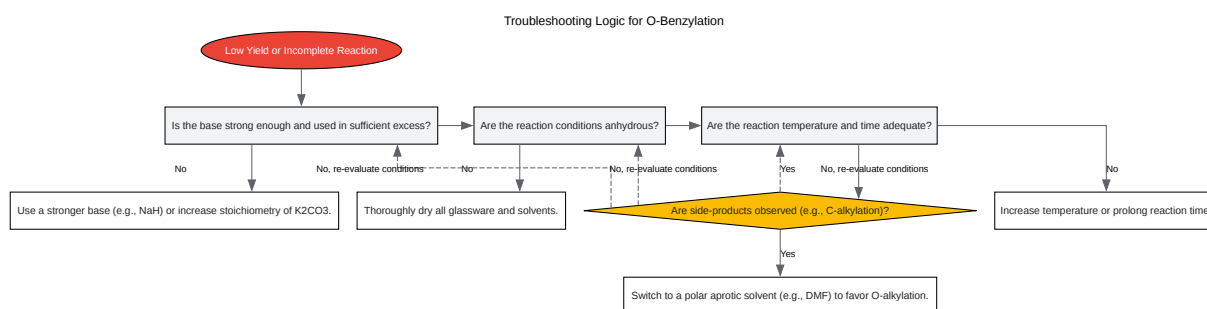 Troubleshooting Logic for O-Benzylation
Low Yield or Incomplete Reaction
Is the base strong enough and used in sufficient excess?
Are the reaction conditions anhydrous?
Are the reaction temperature and time adequate?
No
No, re-evaluate conditions
No
No, re-evaluate conditions
Yes
No, re-evaluate conditions
No
Use a stronger base (e.g., NaH) or increase stoichiometry of K2CO3.
Thoroughly dry all glassware and solvents.
Are side-products observed (e.g., C-alkylation)?
Increase temperature or prolong reaction time
Yes
Switch to a polar aprotic solvent (e.g., DMF) to favor O-alkylation.